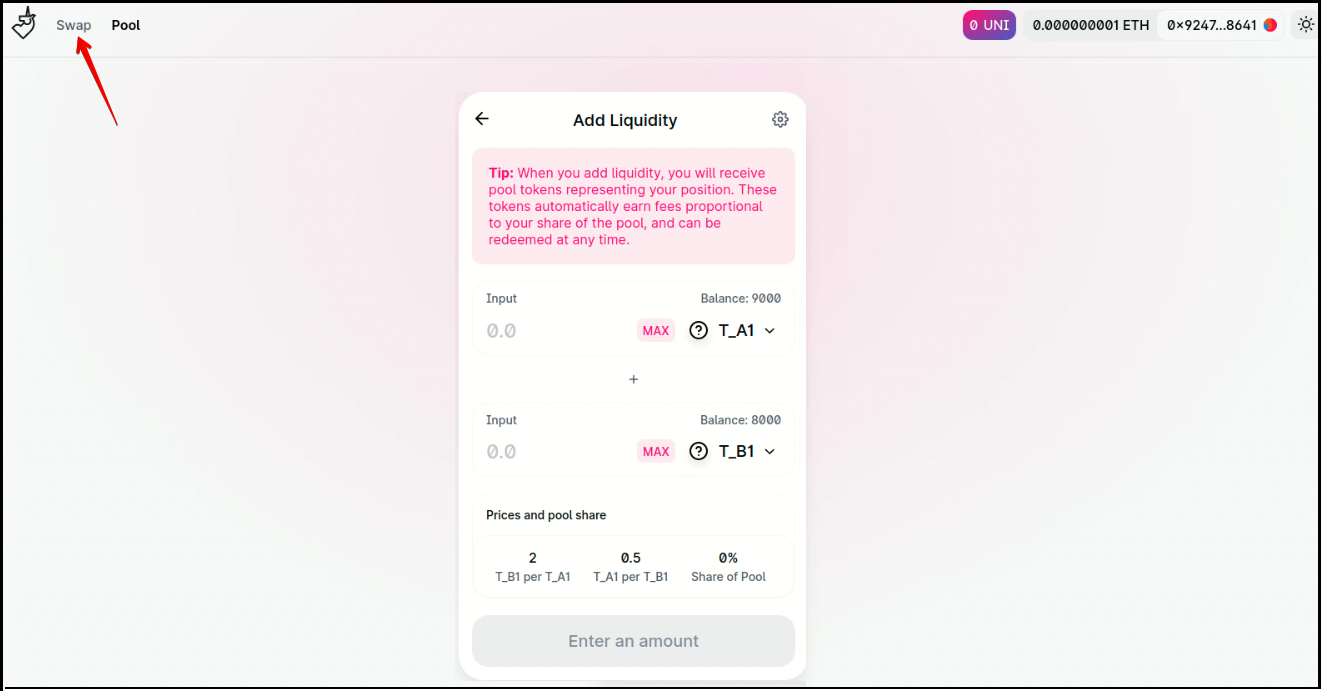 Swap Pool 0 UNI 0.000000001 ETH 0x9247...8641
Add Liquidity
Tip: When you add liquidity, you will receive
pool tokens representing your position. These
tokens automatically earn fees proportional
to your share of the pool, and can be
redeemed at any time.
Input Balance: 9000
0.0 MAX T_A1
+
Input Balance: 8000
0.0 MAX T_B1
Prices and pool share
2 0.5 0%
T_B1 per T_A1 T_A1 per T_B1 Share of Pool
Enter an amount